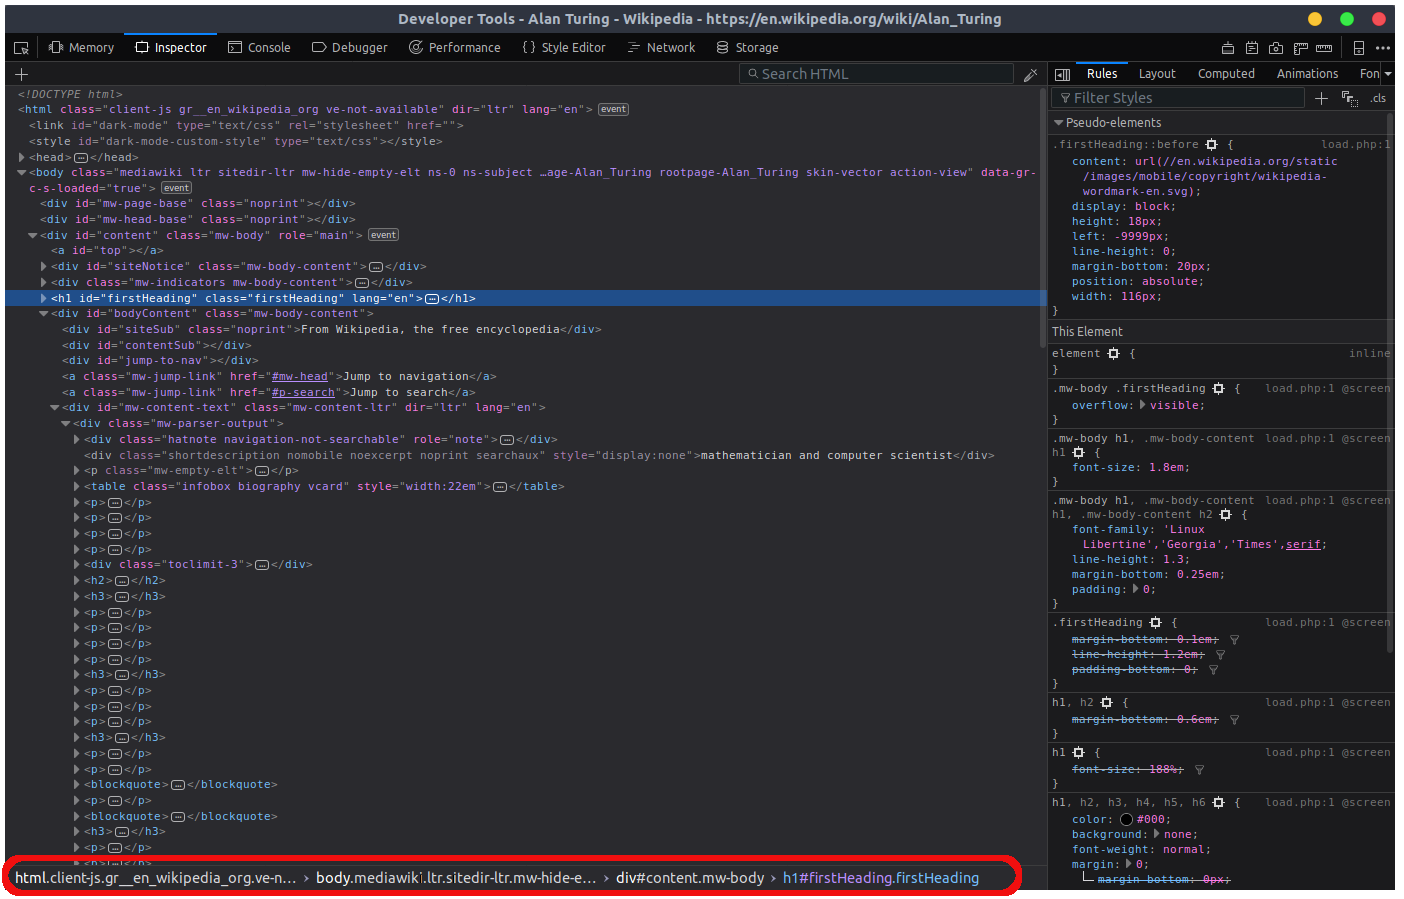 Developer Tools - Alan Turing - Wikipedia - https://en.wikipedia.org/wiki/Alan_Turing
Memory Inspector Console Debugger Performance {} Style Editor Network Storage
+ Search HTML
<!DOCTYPE html>
<html class="client-js gr__en_wikipedia_org ve-not-available" dir="ltr" lang="en"> event
<link id="dark-mode" type="text/css" rel="stylesheet" href="">
<style id="dark-mode-custom-style" type="text/css"></style>
<head>…</head>
<body class="mediawiki ltr sitedir-ltr mw-hide-empty-elt ns-0 ns-subject …age-Alan_Turing rootpage-Alan_Turing skin-vector action-view" data-gr-
c-s-loaded="true"> event
<div id="mw-page-base" class="noprint"></div>
<div id="mw-head-base" class="noprint"></div>
<div id="content" class="mw-body" role="main"> event
<a id="top"></a>
<div id="siteNotice" class="mw-body-content">…</div>
<div class="mw-indicators mw-body-content">…</div>
<h1 id="firstHeading" class="firstHeading" lang="en">…</h1>
<div id="bodyContent" class="mw-body-content">
<div id="siteSub" class="noprint">From Wikipedia, the free encyclopedia</div>
<div id="contentSub"></div>
<div id="jump-to-nav"></div>
<a class="mw-jump-link" href="#mw-head">Jump to navigation</a>
<a class="mw-jump-link" href="#p-search">Jump to search</a>
<div id="mw-content-text" class="mw-content-ltr" dir="ltr" lang="en">
<div class="mw-parser-output">
<div class="hatnote navigation-not-searchable" role="note">…</div>
<div class="shortdescription nomobile noexcerpt noprint searchaux" style="display:none">mathematician and computer scientist</div>
<p class="mw-empty-elt">…</p>
<table class="infobox biography vcard" style="width:22em">…</table>
<p>…</p>
<p>…</p>
<p>…</p>
<p>…</p>
<div class="toclimit-3">…</div>
<h2>…</h2>
<h3>…</h3>
<p>…</p>
<p>…</p>
<p>…</p>
<p>…</p>
<h3>…</h3>
<p>…</p>
<p>…</p>
<p>…</p>
<h3>…</h3>
<p>…</p>
<p>…</p>
<blockquote>…</blockquote>
<p>…</p>
<blockquote>…</blockquote>
<h3>…</h3>
<p>…</p>
<p>…</p>
html.client-js.gr__en_wikipedia_org.ve-n… › body.mediawiki.ltr.sitedir-ltr.mw-hide-e… › div#content.mw-body › h1#firstHeading.firstHeading
Rules Layout Computed Animations Fon
Filter Styles + .cls
Pseudo-elements
.firstHeading::before { load.php:1
content: url(//en.wikipedia.org/static
/images/mobile/copyright/wikipedia-
wordmark-en.svg);
display: block;
height: 18px;
left: -9999px;
line-height: 0;
margin-bottom: 20px;
position: absolute;
width: 116px;
}
This Element
element { inline
}
.mw-body .firstHeading { load.php:1 @screen
overflow: visible;
}
.mw-body h1, .mw-body-content load.php:1 @screen
h1 {
font-size: 1.8em;
}
.mw-body h1, .mw-body-content load.php:1 @screen
h1, .mw-body-content h2 {
font-family: 'Linux
Libertine','Georgia','Times',serif;
line-height: 1.3;
margin-bottom: 0.25em;
padding: 0;
}
.firstHeading { load.php:1 @screen
margin-bottom: 0.1em;
line-height: 1.2em;
padding-bottom: 0;
}
h1, h2 { load.php:1 @screen
margin-bottom: 0.6em;
}
h1 { load.php:1 @screen
font-size: 188%;
}
h1, h2, h3, h4, h5, h6 { load.php:1 @screen
color: #000;
background: none;
font-weight: normal;
margin: 0;
margin-bottom: 0px;